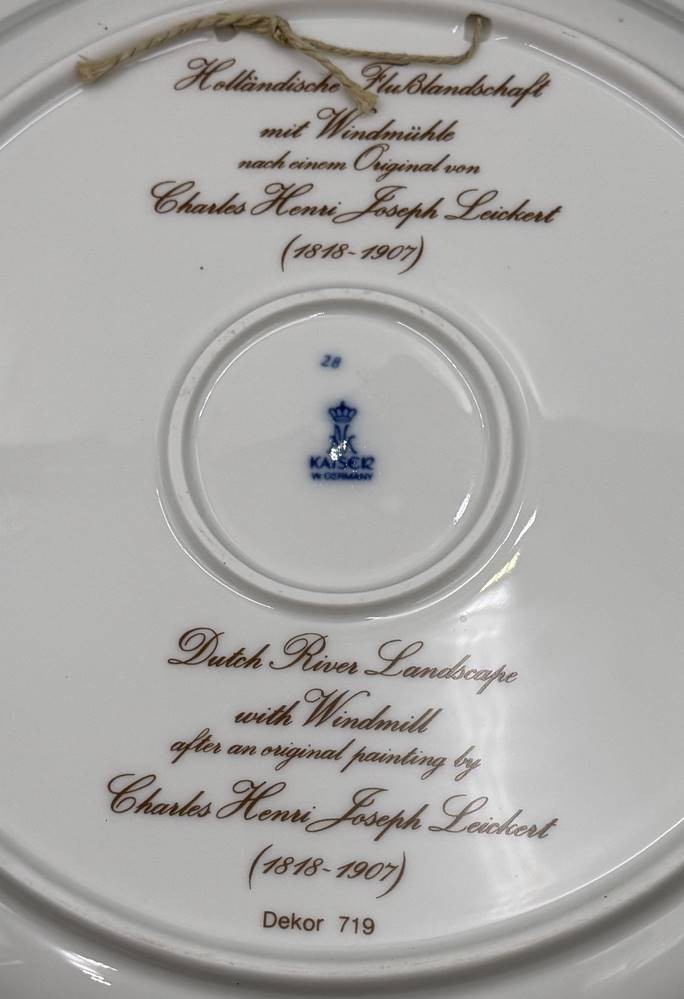 Holländische Flußlandschaft
mit Windmühle
nach einem Original von
Charles Henri Joseph Leickert
(1818-1907)
28
KAISER
W. GERMANY
Dutch River Landscape
with Windmill
after an original painting by
Charles Henri Joseph Leickert
(1818-1907)
Dekor 719